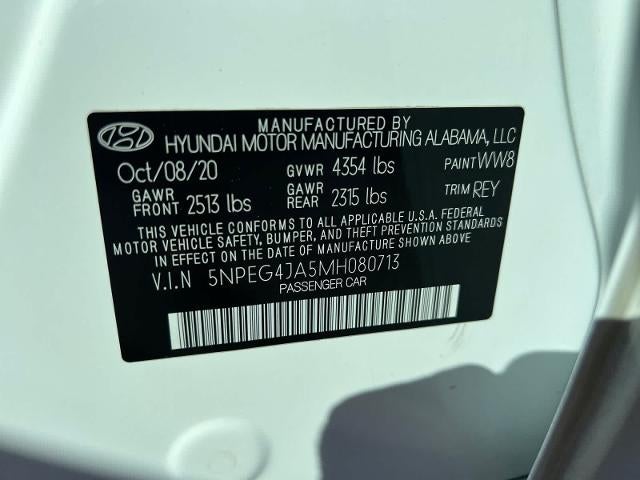 MANUFACTURED BY
HYUNDAI MOTOR MANUFACTURING ALABAMA, LLC
Oct/08/20 GVWR 4354 lbs PAINT WW8
GAWR FRONT 2513 lbs GAWR REAR 2315 lbs TRIM REY
THIS VEHICLE CONFORMS TO ALL APPLICABLE U.S.A. FEDERAL
MOTOR VEHICLE SAFETY, BUMPER, AND THEFT PREVENTION STANDARDS
IN EFFECT ON THE DATE OF MANUFACTURE SHOWN ABOVE.
V.I.N 5NPEG4JA5MH080713
PASSENGER CAR